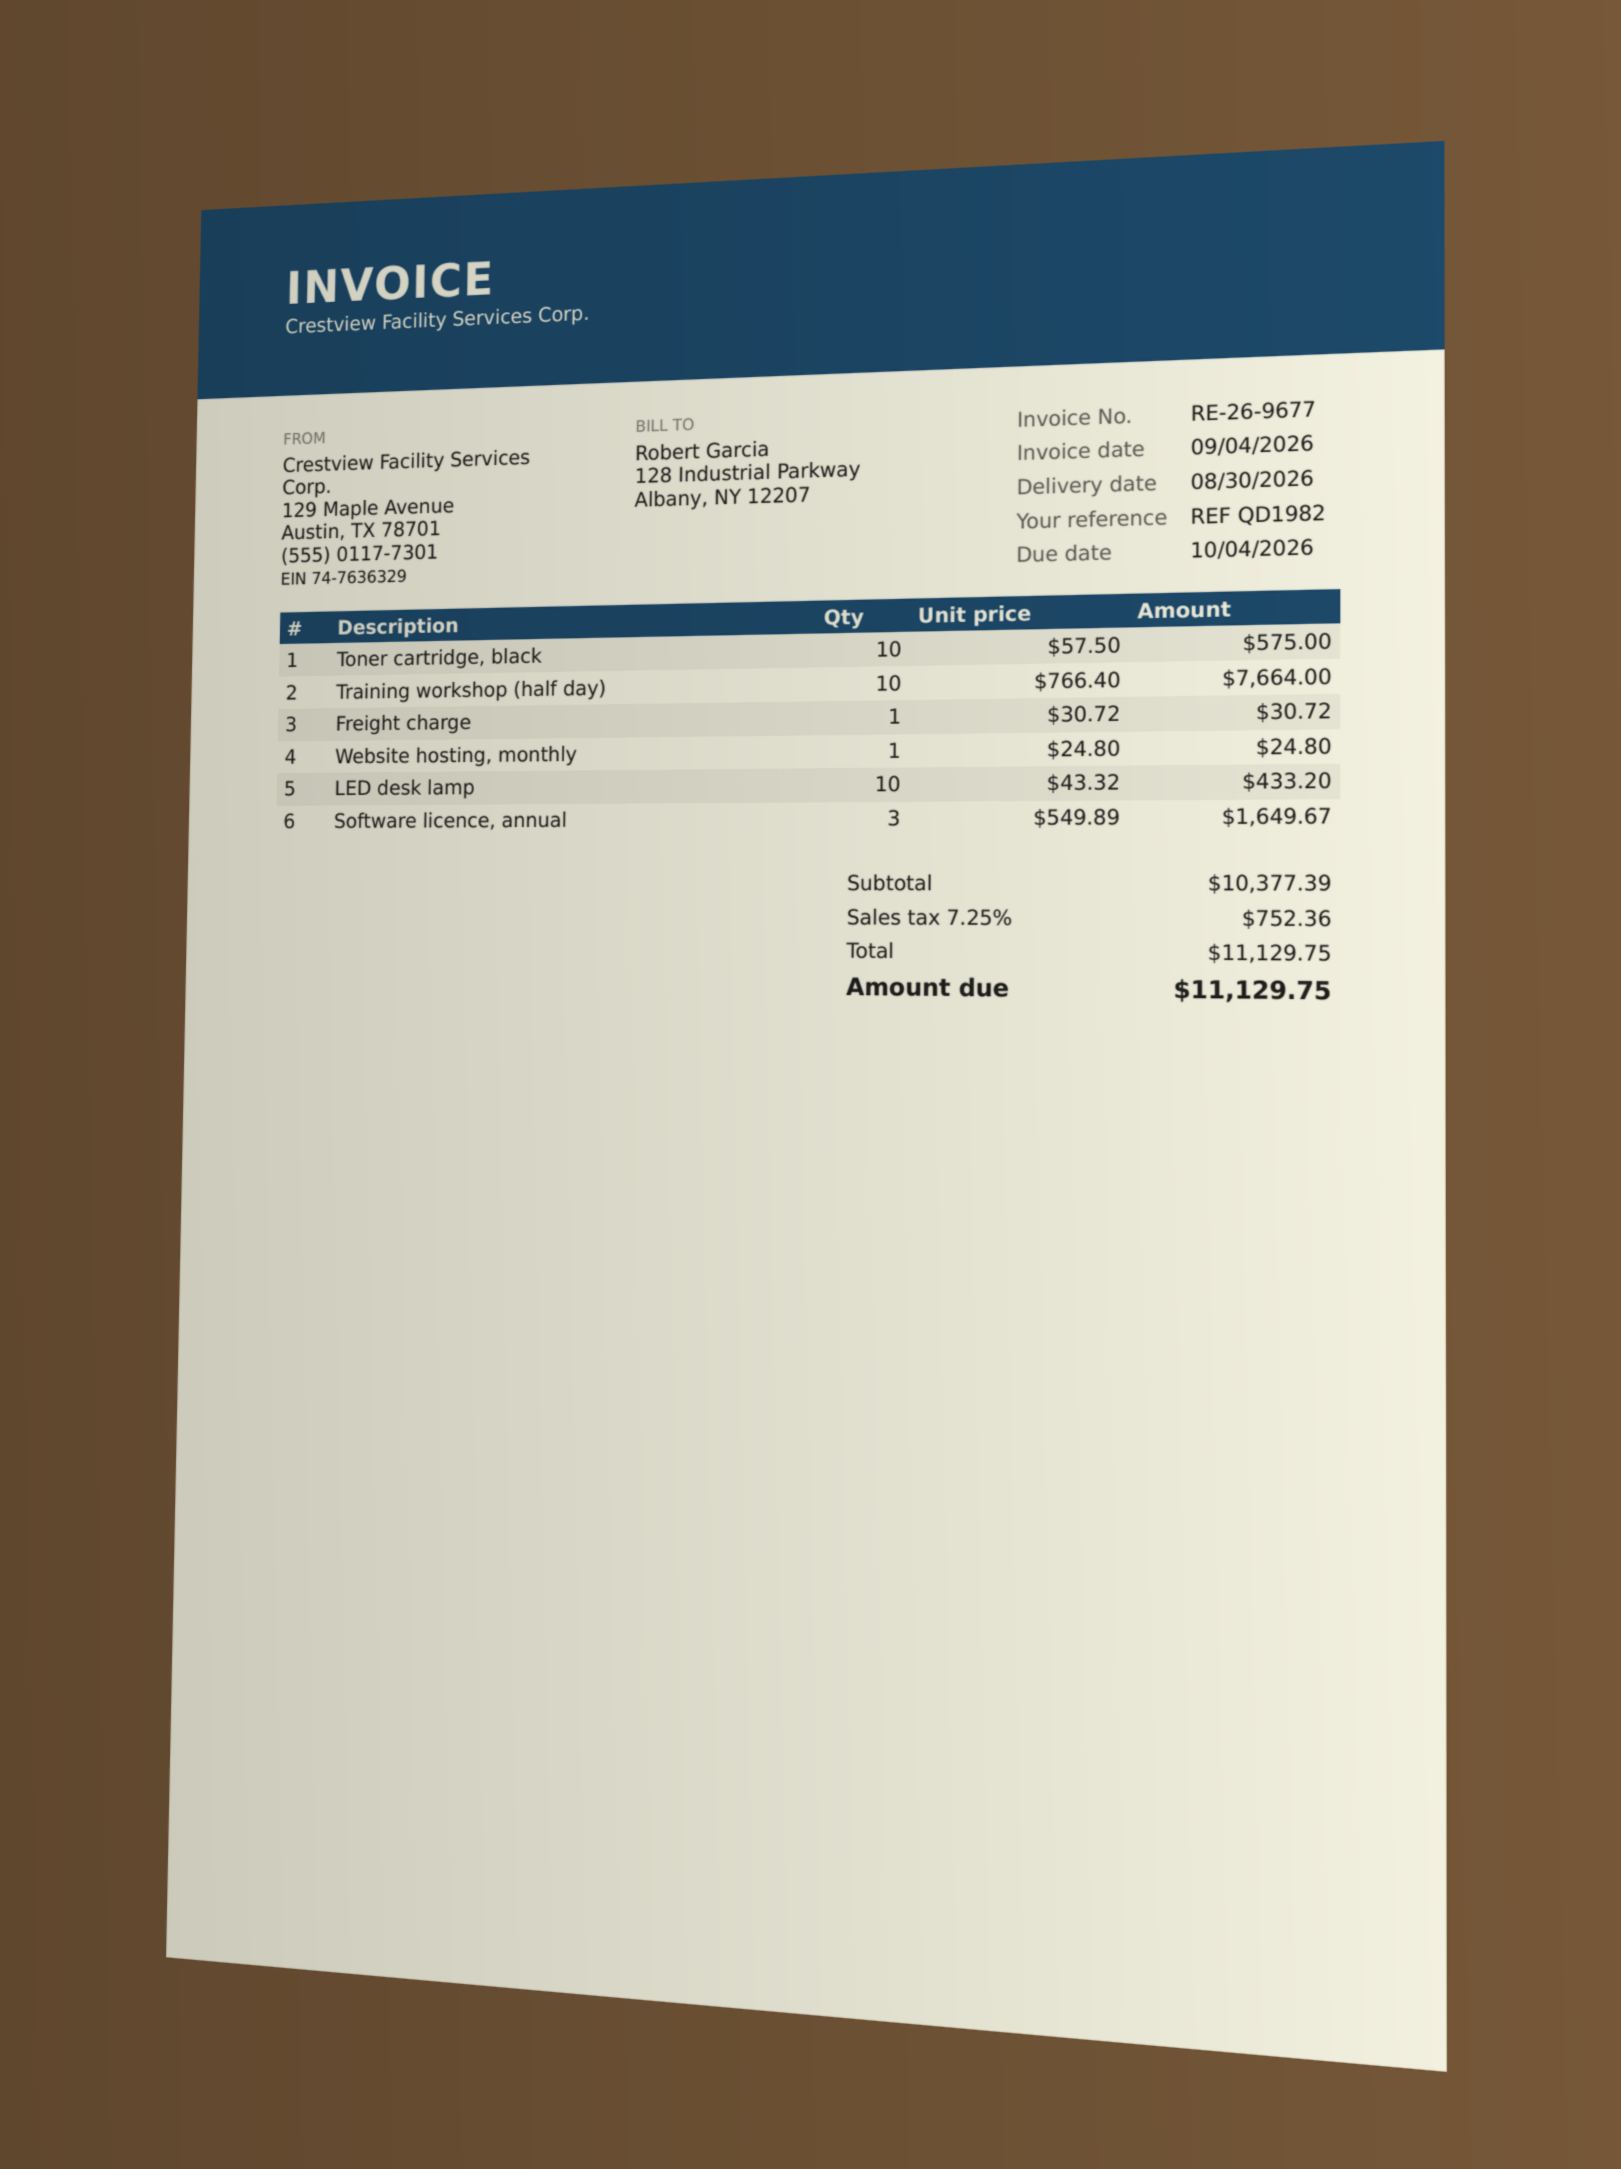 INVOICE
Crestview Facility Services Corp.
FROM
Crestview Facility Services
Corp.
129 Maple Avenue
Austin, TX 78701
(555) 0117-7301
EIN 74-7636329
BILL TO
Robert Garcia
128 Industrial Parkway
Albany, NY 12207
Invoice No. RE-26-9677
Invoice date 09/04/2026
Delivery date 08/30/2026
Your reference REF QD1982
Due date 10/04/2026
# Description Qty Unit price Amount
1 Toner cartridge, black 10 $57.50 $575.00
2 Training workshop (half day) 10 $766.40 $7,664.00
3 Freight charge 1 $30.72 $30.72
4 Website hosting, monthly 1 $24.80 $24.80
5 LED desk lamp 10 $43.32 $433.20
6 Software licence, annual 3 $549.89 $1,649.67
Subtotal $10,377.39
Sales tax 7.25% $752.36
Total $11,129.75
Amount due $11,129.75